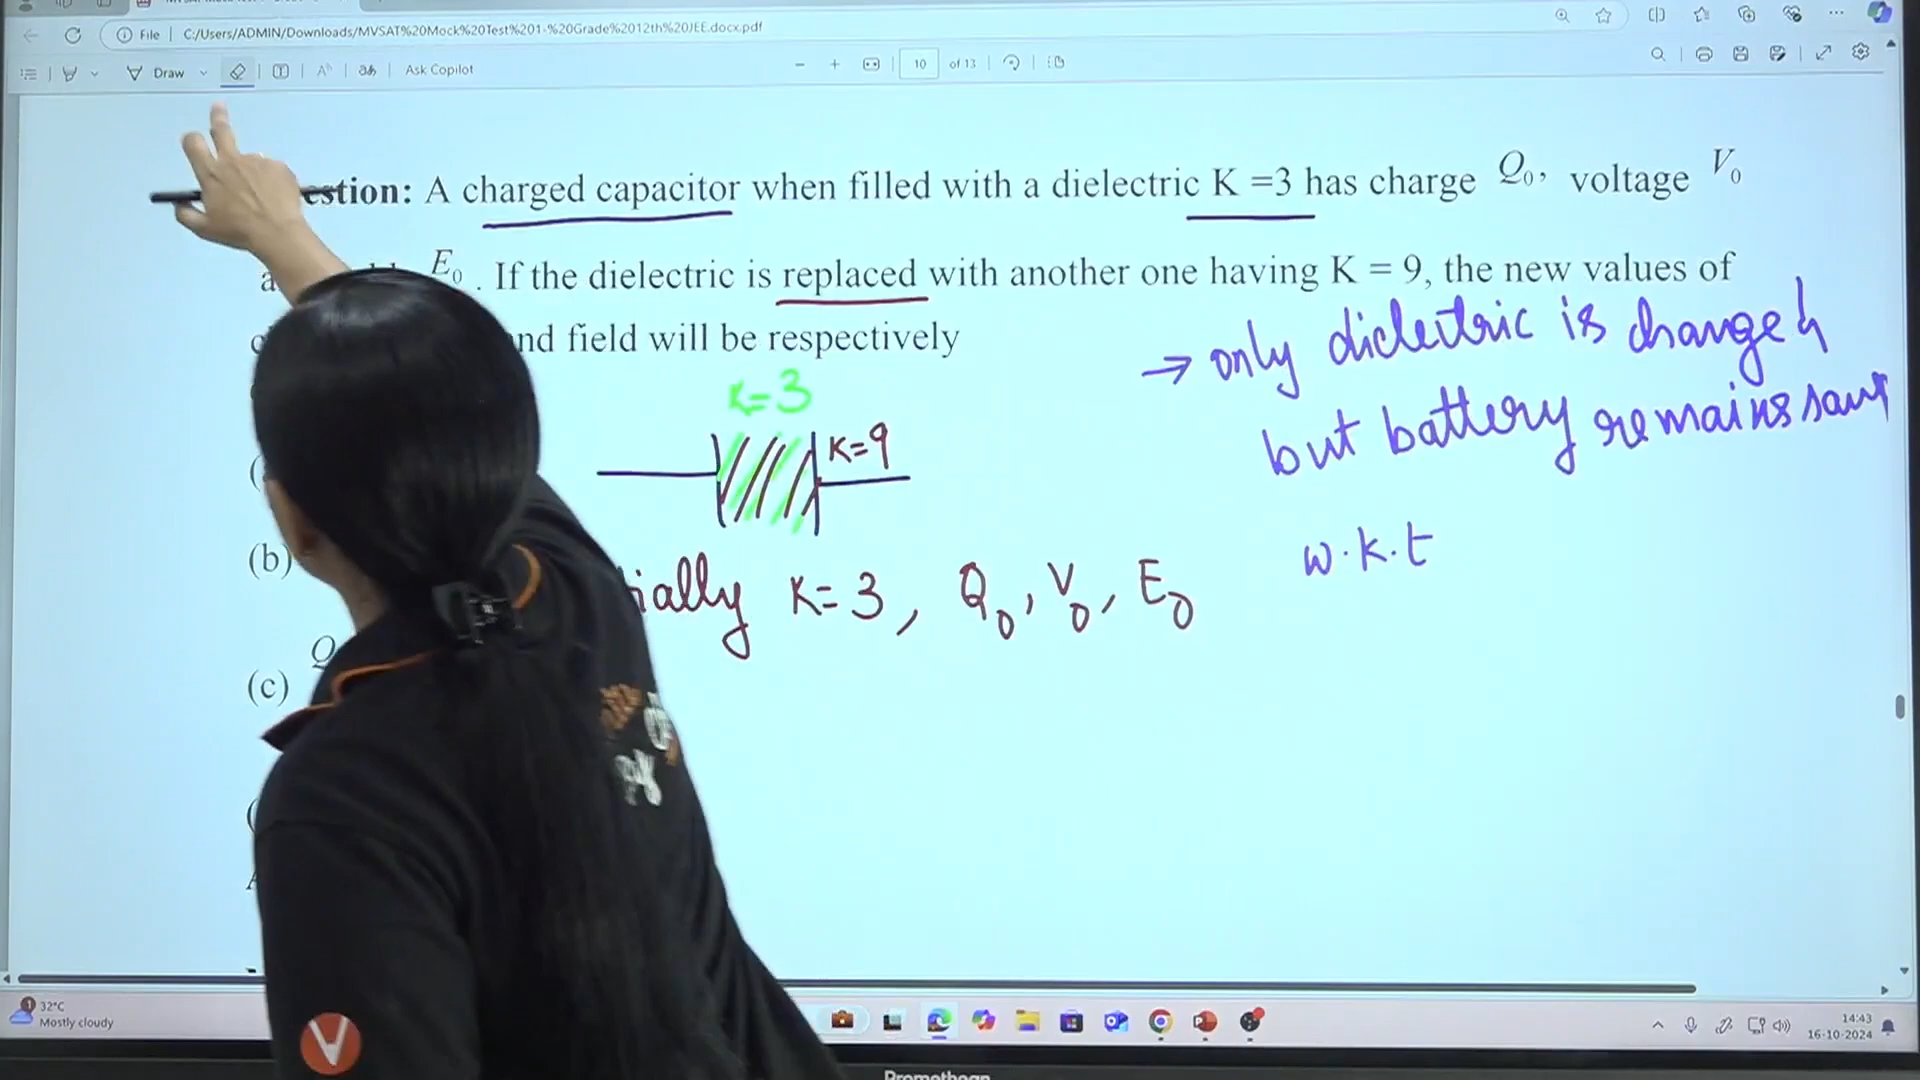 File | C:/Users/ADMIN/Downloads/MVSAT%20Mock%20Test%201-%20Grade%2012th%20JEE.docx.pdf
Draw Ask Copilot 10 of 13
estion: A charged capacitor when filled with a dielectric K =3 has charge Q₀, voltage V₀
E₀ . If the dielectric is replaced with another one having K = 9, the new values of
nd field will be respectively
→ only dielectric is changed
but battery remains same
K=3
K=9
w.k.t
(b)
ially K=3, Q₀, V₀, E₀
Q
(c)
32°C
Mostly cloudy
14:43
16-10-2024
Promethean